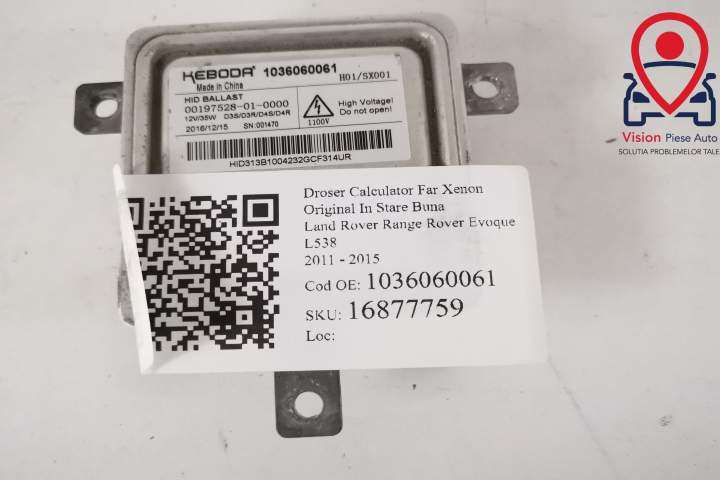 KEBODA® 1036060061 H01/SX001
Made in China
HID BALLAST
00197528-01-0000
12V/35W D3S/D3R/D4S/D4R
2016/12/15 SN:001470
1100V
High Voltage!
Do not open!
HID313B1004232GCF314UR
Droser Calculator Far Xenon
Original In Stare Buna
Land Rover Range Rover Evoque
L538
2011 - 2015
Cod OE: 1036060061
SKU: 16877759
Loc:
Vision Piese Auto
SOLUTIA PROBLEMELOR TALE